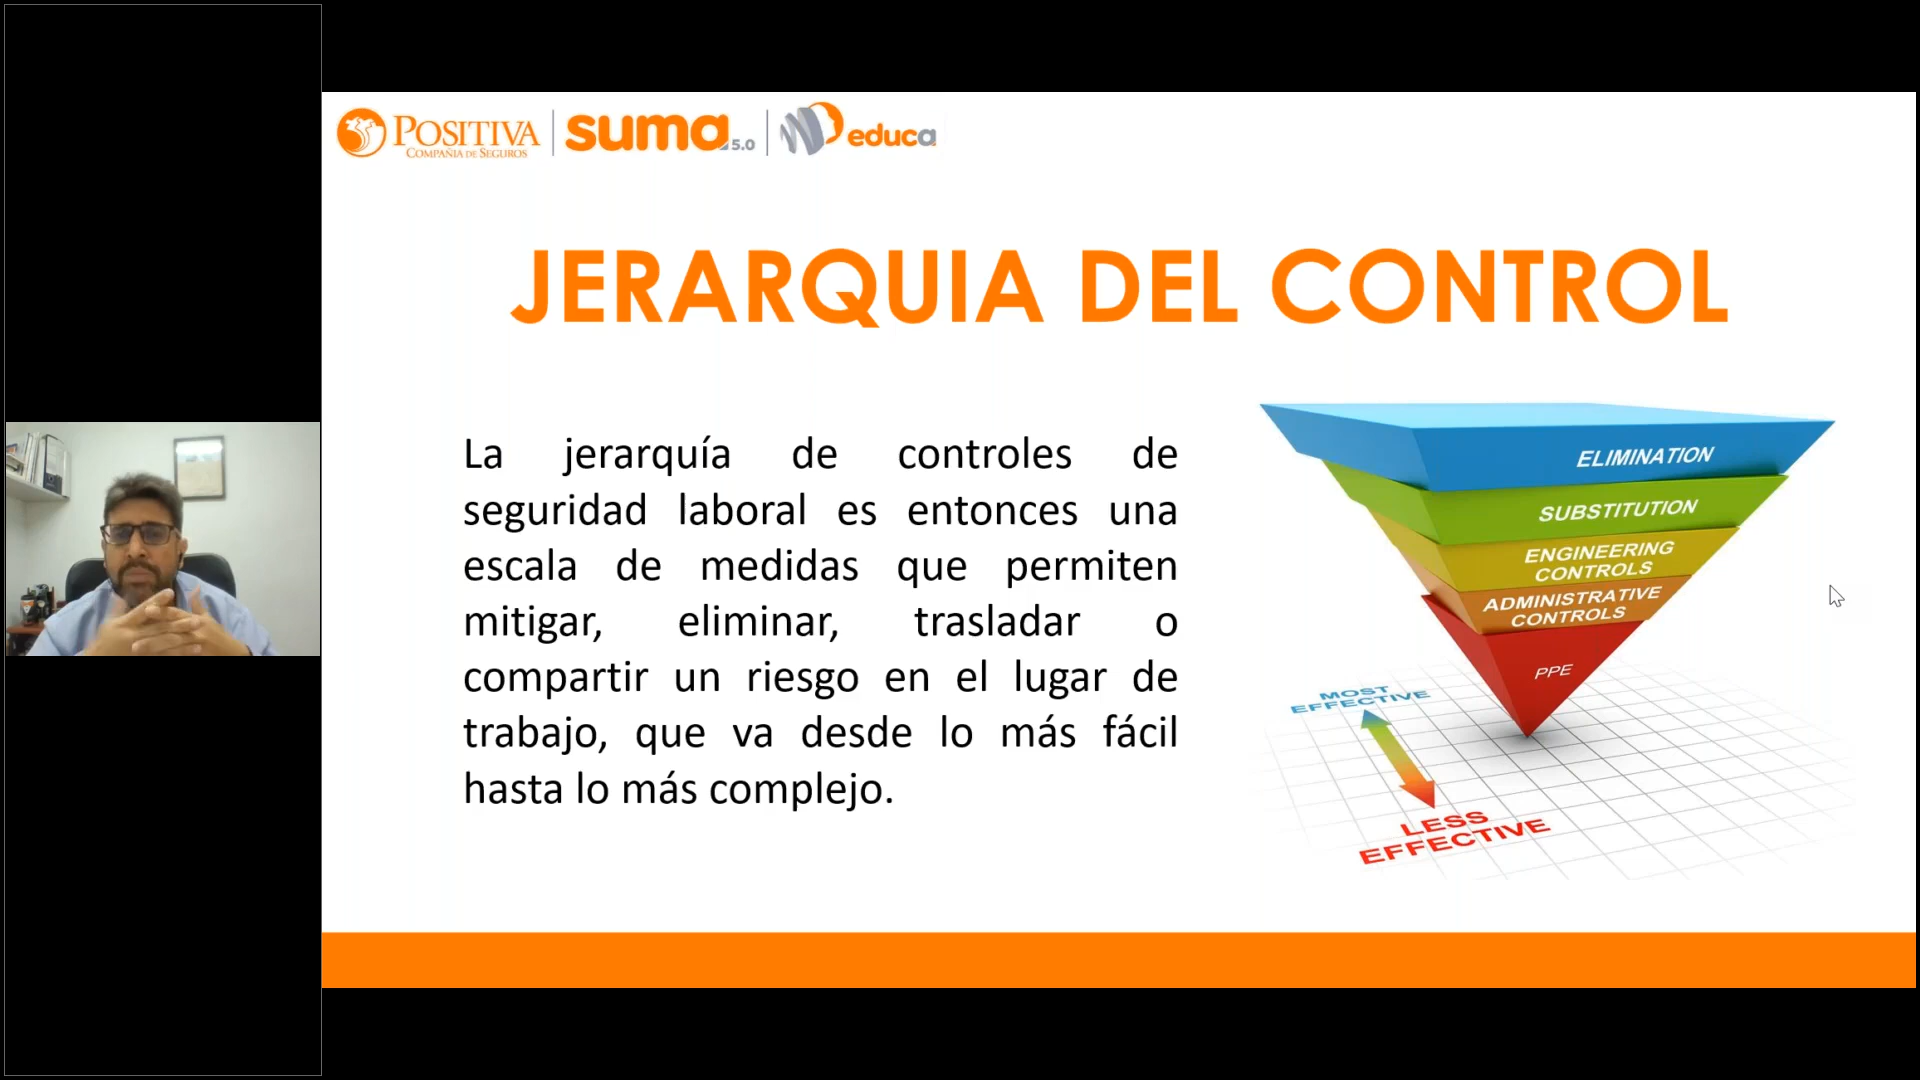 POSITIVA
COMPAÑIA DE SEGUROS
suma 5.0
educa
JERARQUIA DEL CONTROL
La jerarquía de controles de
seguridad laboral es entonces una
escala de medidas que permiten
mitigar, eliminar, trasladar o
compartir un riesgo en el lugar de
trabajo, que va desde lo más fácil
hasta lo más complejo.
ELIMINATION
SUBSTITUTION
ENGINEERING
CONTROLS
ADMINISTRATIVE
CONTROLS
PPE
MOST
EFFECTIVE
LESS
EFFECTIVE